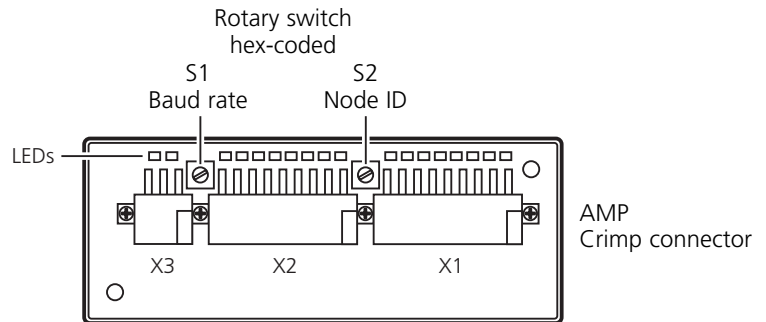 Rotary switch
hex-coded
S1
Baud rate
S2
Node ID
LEDs
AMP
Crimp connector
X3
X2
X1